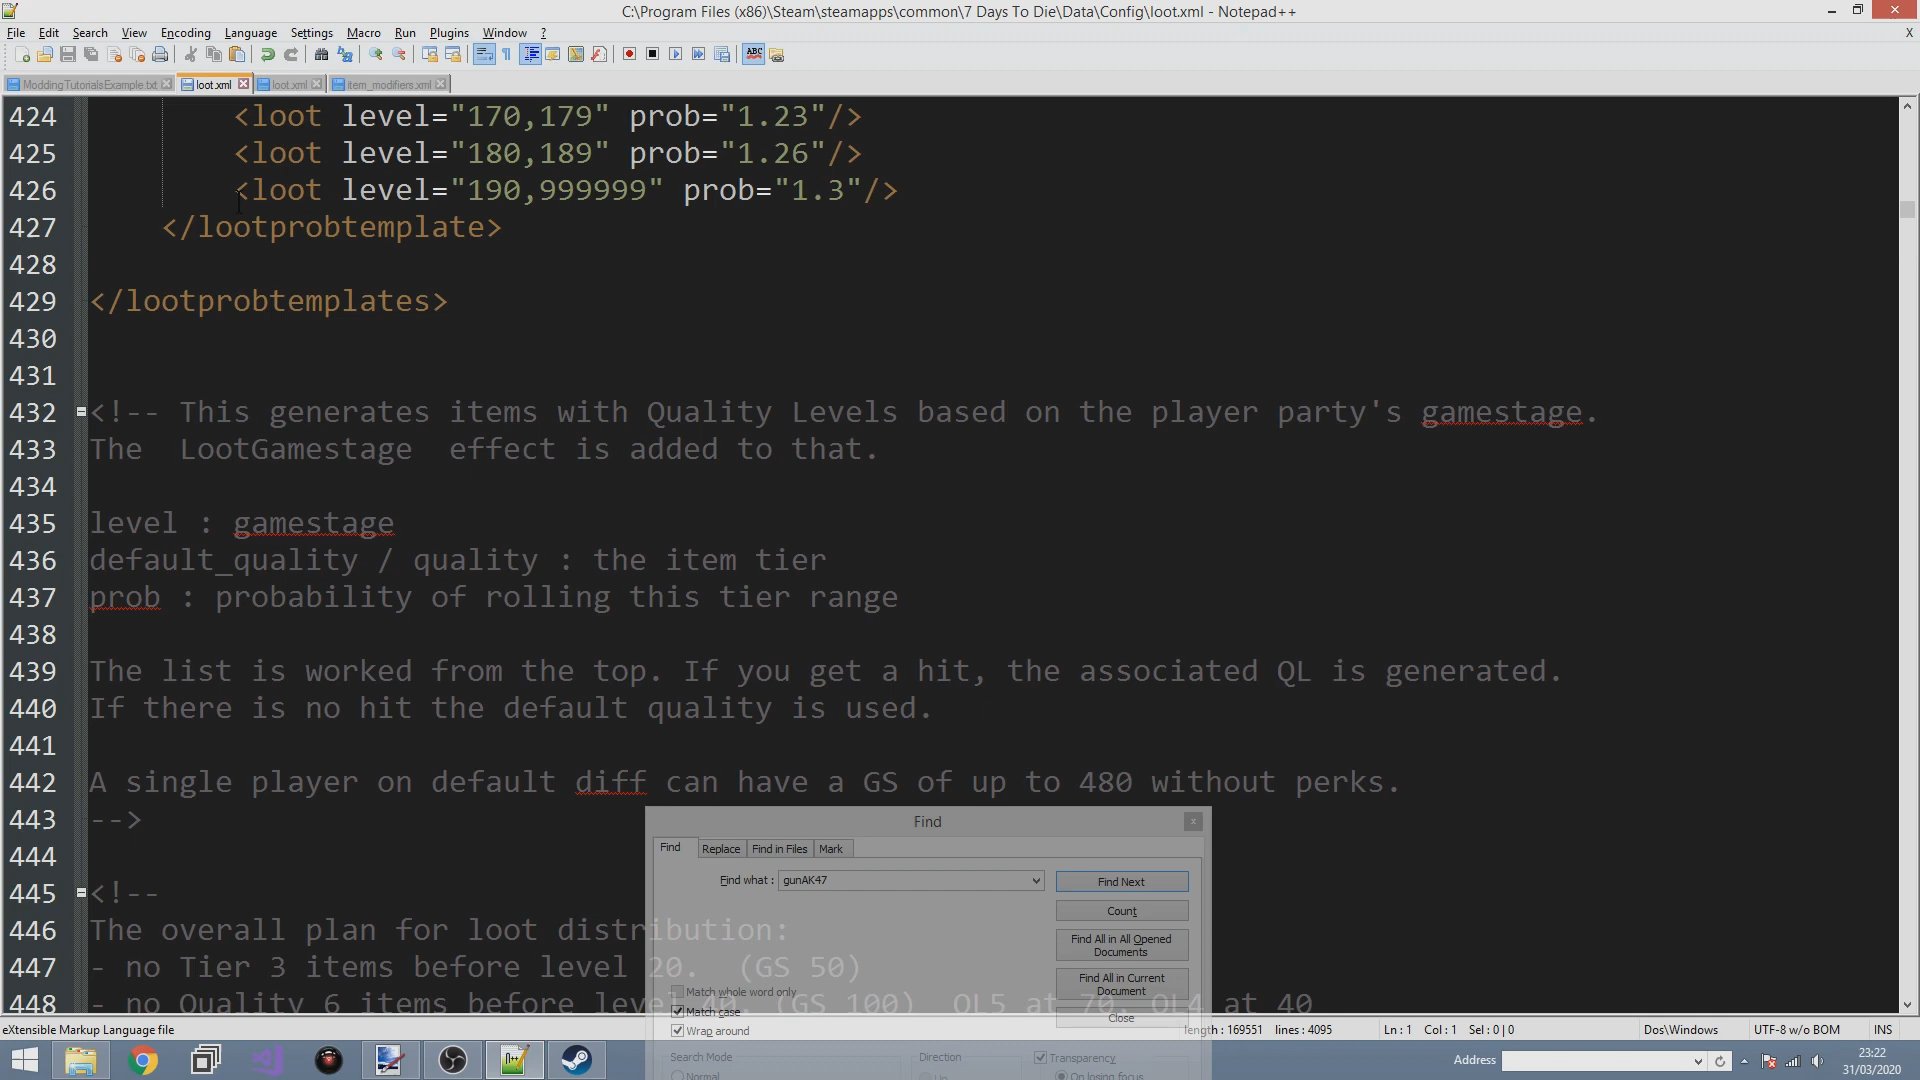 C:\Program Files (x86)\Steam\steamapps\common\7 Days To Die\Data\Config\loot.xml - Notepad++
File Edit Search View Encoding Language Settings Macro Run Plugins Window ? X
ModdingTutorialsExample.txt loot.xml loot.xml item_modifiers.xml
424 <loot level="170,179" prob="1.23"/>
425 <loot level="180,189" prob="1.26"/>
426 <loot level="190,999999" prob="1.3"/>
427 </lootprobtemplate>
428
429 </lootprobtemplates>
430
431
432 <!-- This generates items with Quality Levels based on the player party's gamestage.
433 The  LootGamestage  effect is added to that.
434
435 level : gamestage
436 default_quality / quality : the item tier
437 prob : probability of rolling this tier range
438
439 The list is worked from the top. If you get a hit, the associated QL is generated.
440 If there is no hit the default quality is used.
441
442 A single player on default diff can have a GS of up to 480 without perks.
443 -->
444
445 <!--
446 The overall plan for loot distribution:
447 - no Tier 3 items before level 20.  (GS 50)
448 - no Quality 6 items before level 40. (GS 100)  QL5 at 70, QL4 at 40
Find
Find Replace Find in Files Mark
Find what : gunAK47
Find Next
Count
Find All in All Opened
Documents
Find All in Current
Document
Close
Match whole word only
Match case
Wrap around
Search Mode
Normal
Direction
Up
Transparency
On losing focus
eXtensible Markup Language file length : 169551 lines : 4095 Ln : 1 Col : 1 Sel : 0 | 0 Dos\Windows UTF-8 w/o BOM INS
Address
23:22
31/03/2020